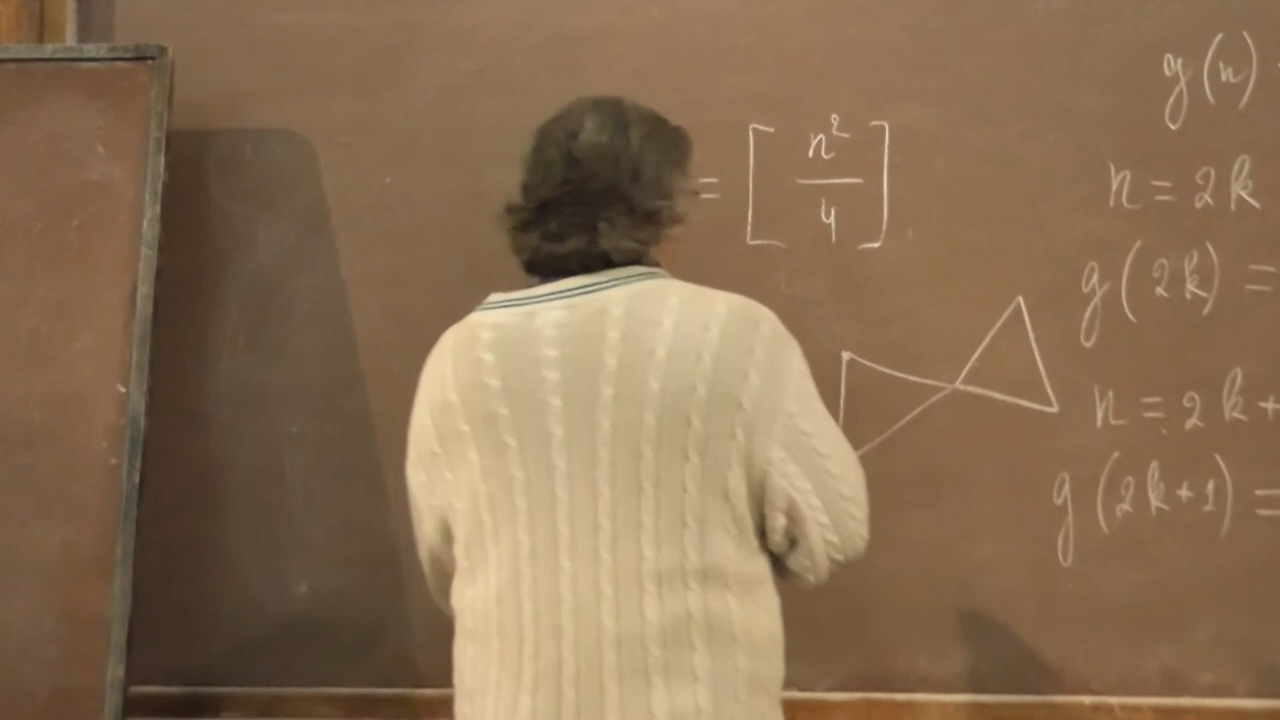 = [ n² / 4 ]
g(n)
n = 2k
g(2k) =
n = 2k+
g(2k+1) =